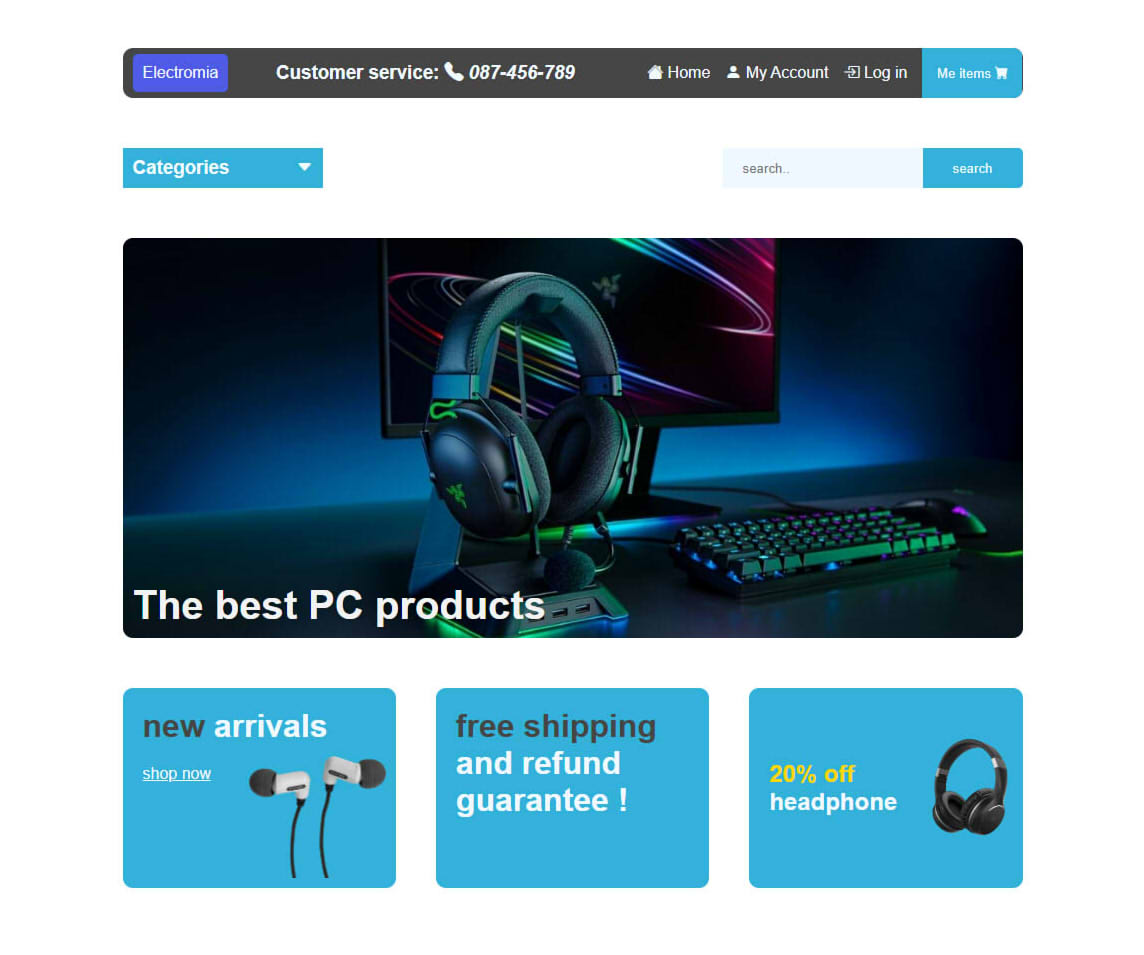 Electromia
Customer service: 087-456-789
Home
My Account
Log in
Me items
Categories
search..
search
The best PC products
new arrivals
shop now
free shipping
and refund
guarantee !
20% off
headphone